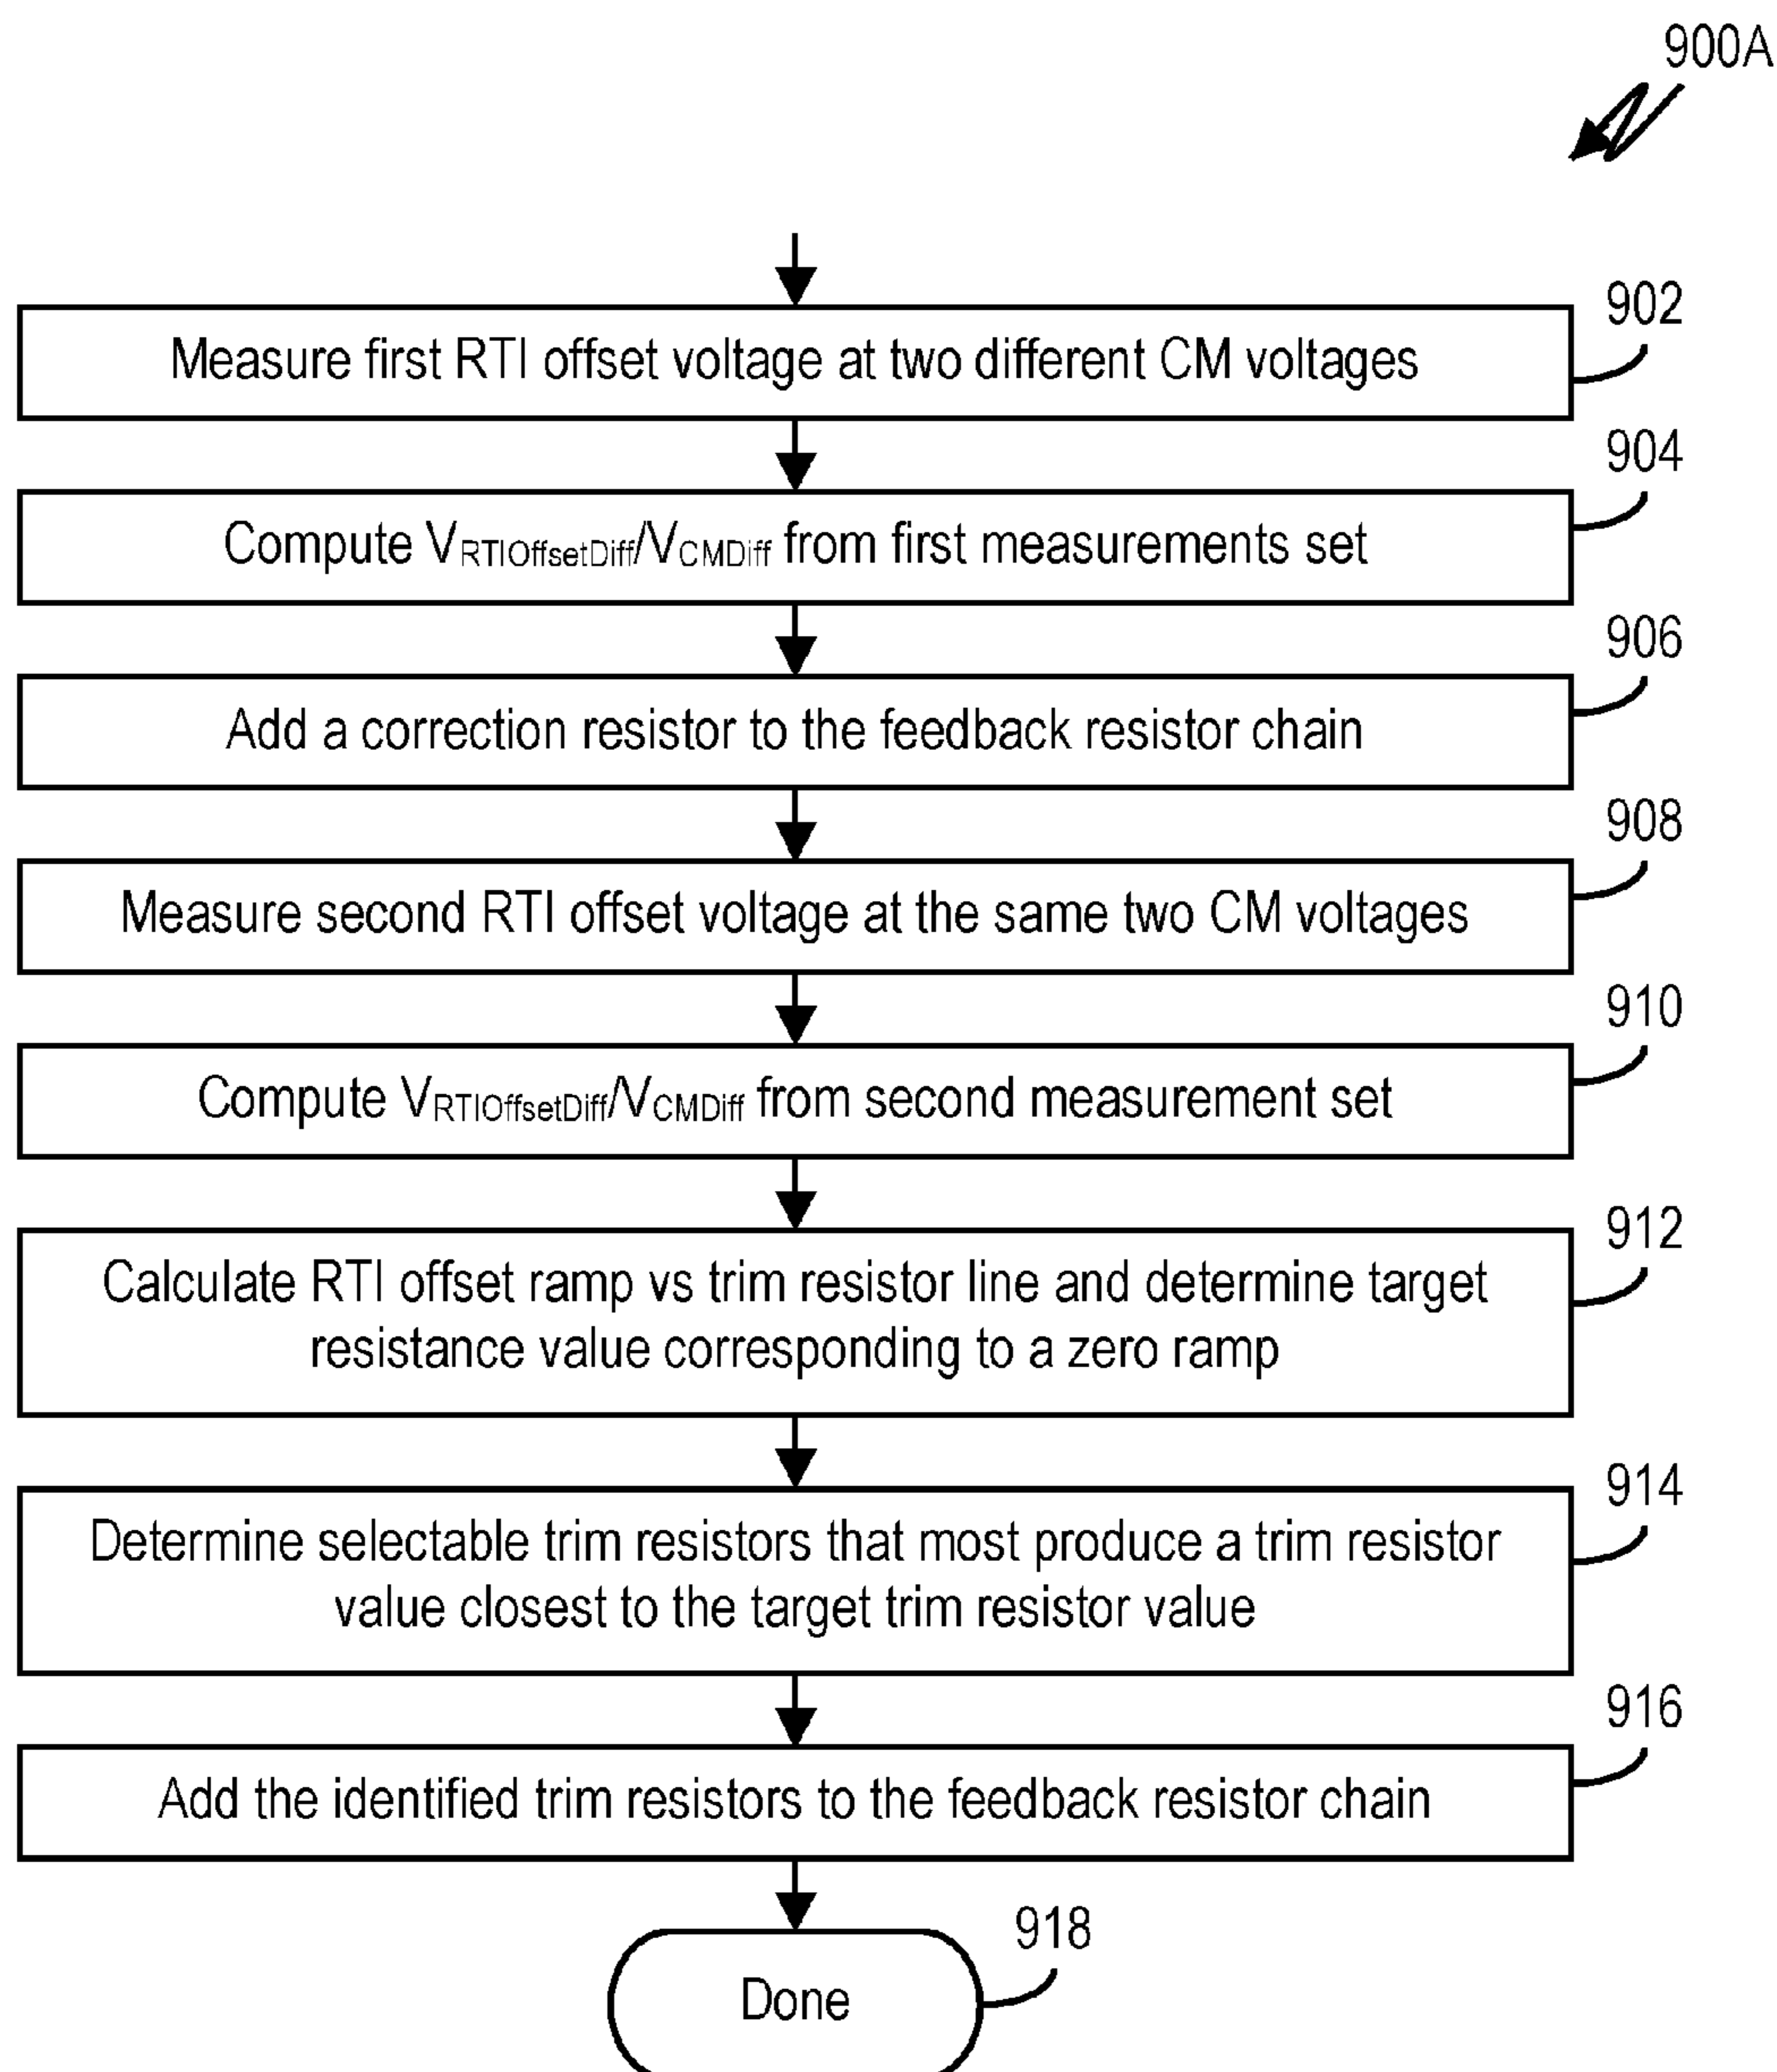 900A
902
Measure first RTI offset voltage at two different CM voltages
904
Compute VRTIOffsetDiff/VCMDiff from first measurements set
906
Add a correction resistor to the feedback resistor chain
908
Measure second RTI offset voltage at the same two CM voltages
910
Compute VRTIOffsetDiff/VCMDiff from second measurement set
912
Calculate RTI offset ramp vs trim resistor line and determine target
resistance value corresponding to a zero ramp
914
Determine selectable trim resistors that most produce a trim resistor
value closest to the target trim resistor value
916
Add the identified trim resistors to the feedback resistor chain
918
Done